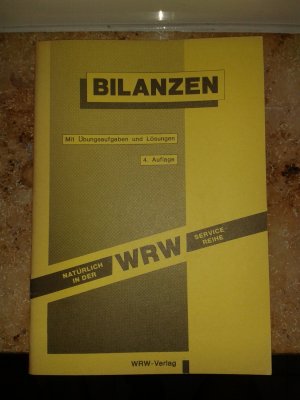 BILANZEN
Mit Übungsaufgaben und Lösungen
4. Auflage
NATÜRLICH
IN DER
WRW
SERVICE-
REIHE
WRW-Verlag